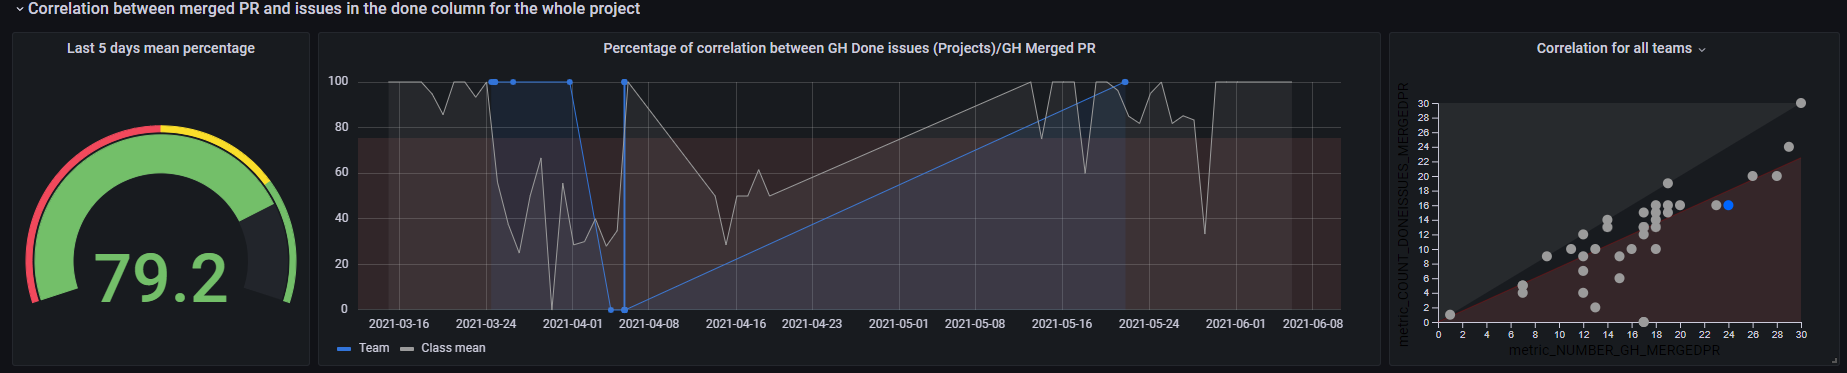 Correlation between merged PR and issues in the done column for the whole project
Last 5 days mean percentage
79.2
Percentage of correlation between GH Done issues (Projects)/GH Merged PR
100
80
60
40
20
0
2021-03-16 2021-03-24 2021-04-01 2021-04-08 2021-04-16 2021-04-23 2021-05-01 2021-05-08 2021-05-16 2021-05-24 2021-06-01 2021-06-08
Team Class mean
Correlation for all teams
metric_COUNT_DONEISSUES_MERGEDPR
30
28
26
24
22
20
18
16
14
12
10
8
6
4
2
0
0 2 4 6 8 10 12 14 16 18 20 22 24 26 28 30
metric_NUMBER_GH_MERGEDPR